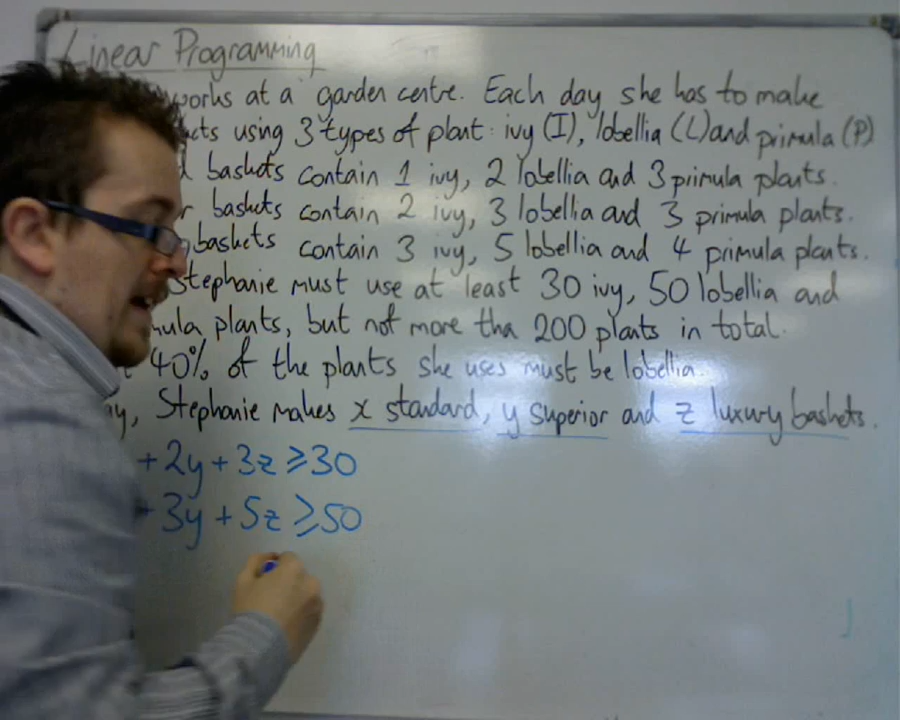 Linear Programming
works at a garden centre. Each day she has to make
using 3 types of plant: ivy (I), lobellia (L) and primula (P)
baskets contain 1 ivy, 2 lobellia and 3 primula plants.
baskets contain 2 ivy, 3 lobellia and 3 primula plants.
baskets contain 3 ivy, 5 lobellia and 4 primula plants.
Stephanie must use at least 30 ivy, 50 lobellia and
plants, but not more tha 200 plants in total.
40% of the plants she uses must be lobellia.
Stephanie makes x standard, y superior and z luxury baskets.
+2y+3z ≥30
+3y+5z ≥50